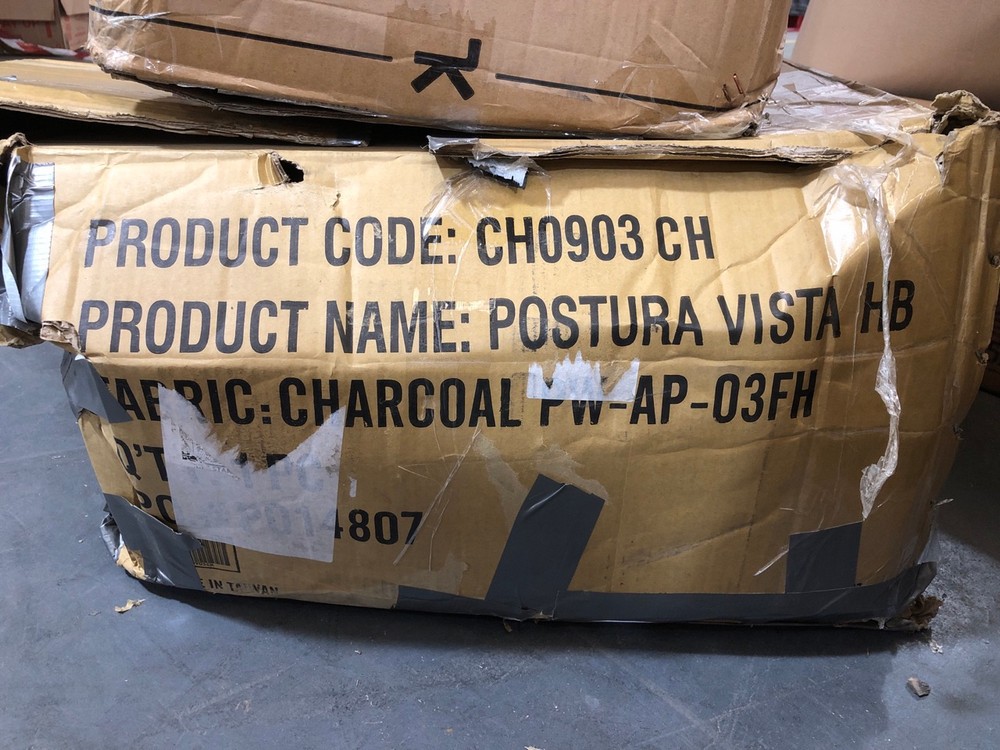 PRODUCT CODE: CH0903 CH
PRODUCT NAME: POSTURA VISTA HB
FABRIC: CHARCOAL PW-AP-03FH
4807
IN TAIWAN